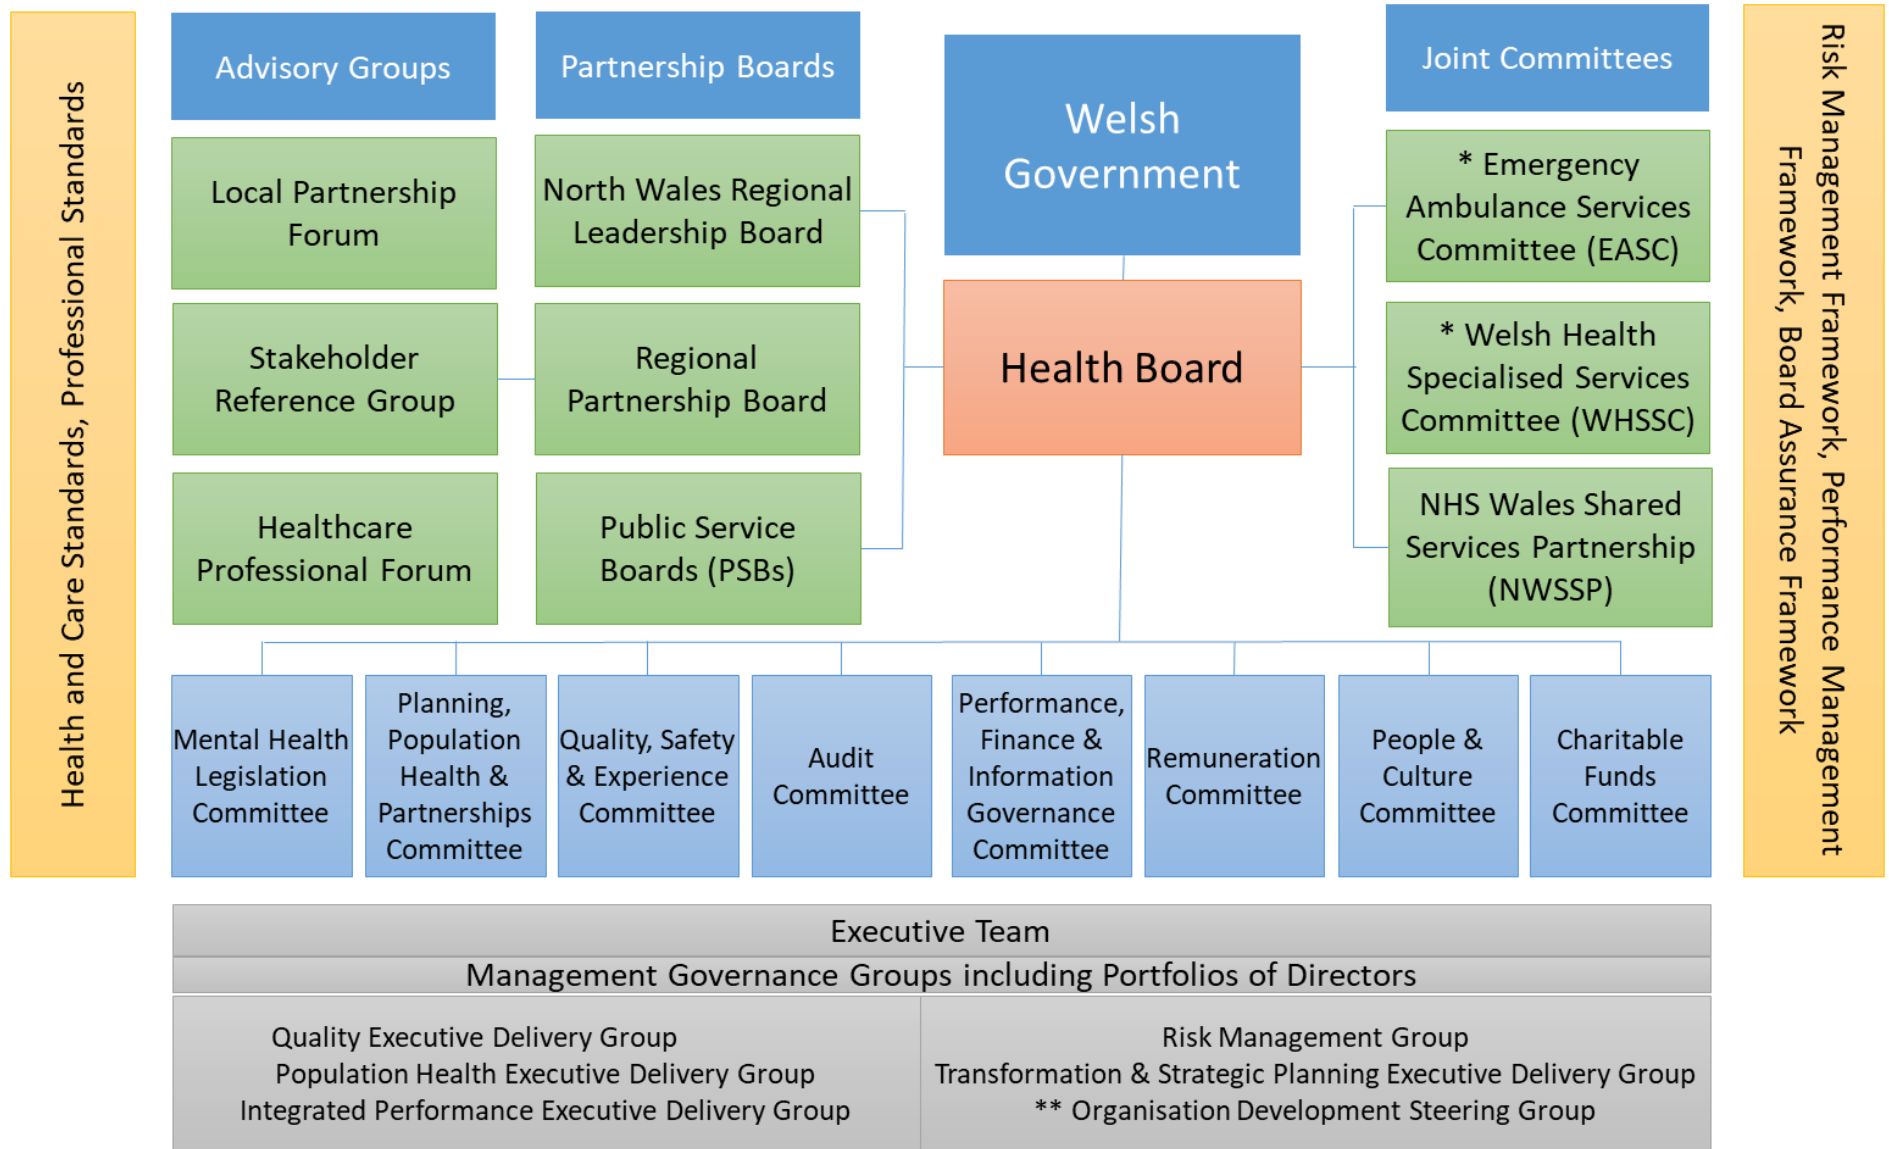 Health and Care Standards, Professional Standards
Advisory Groups
Local Partnership
Forum
Stakeholder
Reference Group
Healthcare
Professional Forum
Partnership Boards
North Wales Regional
Leadership Board
Regional
Partnership Board
Public Service
Boards (PSBs)
Welsh
Government
Health Board
Joint Committees
* Emergency
Ambulance Services
Committee (EASC)
* Welsh Health
Specialised Services
Committee (WHSSC)
NHS Wales Shared
Services Partnership
(NWSSP)
Risk Management Framework, Performance Management
Framework, Board Assurance Framework
Mental Health
Legislation
Committee
Planning,
Population
Health &
Partnerships
Committee
Quality, Safety
& Experience
Committee
Audit
Committee
Performance,
Finance &
Information
Governance
Committee
Remuneration
Committee
People &
Culture
Committee
Charitable
Funds
Committee
Executive Team
Management Governance Groups including Portfolios of Directors
Quality Executive Delivery Group
Population Health Executive Delivery Group
Integrated Performance Executive Delivery Group
Risk Management Group
Transformation & Strategic Planning Executive Delivery Group
** Organisation Development Steering Group